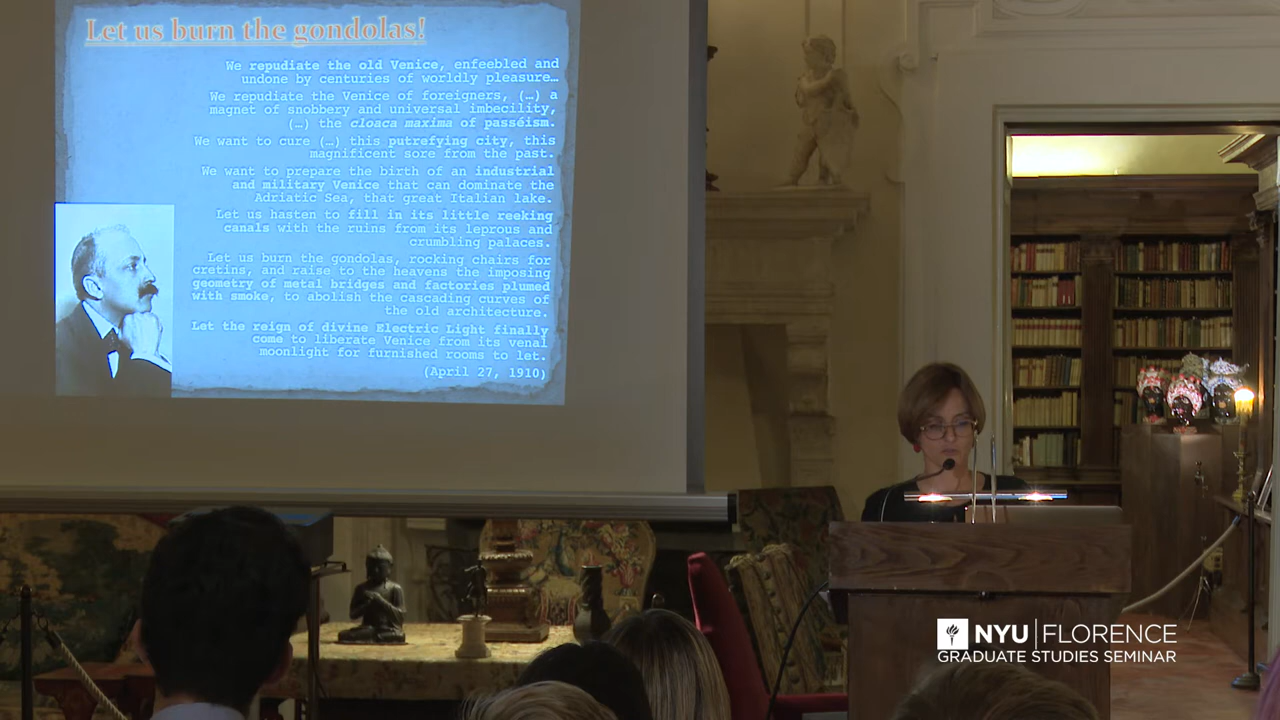 Let us burn the gondolas!
We repudiate the old Venice, enfeebled and
undone by centuries of worldly pleasure…
We repudiate the Venice of foreigners, (…) a
magnet of snobbery and universal imbecility,
(…) the cloaca maxima of passéism.
We want to cure (…) this putrefying city, this
magnificent sore from the past.
We want to prepare the birth of an industrial
and military Venice that can dominate the
Adriatic Sea, that great Italian lake.
Let us hasten to fill in its little reeking
canals with the ruins from its leprous and
crumbling palaces.
Let us burn the gondolas, rocking chairs for
cretins, and raise to the heavens the imposing
geometry of metal bridges and factories plumed
with smoke, to abolish the cascading curves of
the old architecture.
Let the reign of divine Electric Light finally
come to liberate Venice from its venal
moonlight for furnished rooms to let.
(April 27, 1910)
NYU FLORENCE
GRADUATE STUDIES SEMINAR